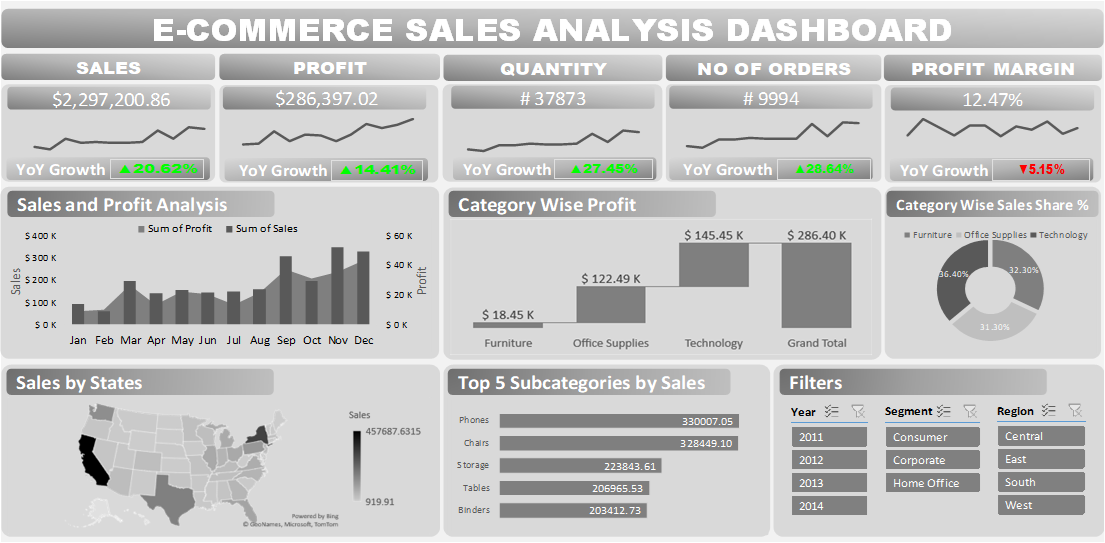 E-COMMERCE SALES ANALYSIS DASHBOARD
SALES
PROFIT
QUANTITY
NO OF ORDERS
PROFIT MARGIN
$2,297,200.86
$286,397.02
# 37873
# 9994
12.47%
YoY Growth ▲20.62%
YoY Growth ▲14.41%
YoY Growth ▲27.45%
YoY Growth ▲28.64%
YoY Growth ▼5.15%
Sales and Profit Analysis
Sum of Profit Sum of Sales
$ 400 K
$ 300 K
$ 200 K
$ 100 K
$ 0 K
Sales
$ 60 K
$ 40 K
$ 20 K
$ 0 K
Profit
Jan Feb Mar Apr May Jun Jul Aug Sep Oct Nov Dec
Category Wise Profit
$ 18.45 K
$ 122.49 K
$ 145.45 K
$ 286.40 K
Furniture Office Supplies Technology Grand Total
Category Wise Sales Share %
Furniture Office Supplies Technology
36.40%
32.30%
31.30%
Sales by States
Sales
457687.6315
919.91
Powered by Bing
© GeoNames, Microsoft, TomTom
Top 5 Subcategories by Sales
Phones 330007.05
Chairs 328449.10
Storage 223843.61
Tables 206965.53
Binders 203412.73
Filters
Year
2011
2012
2013
2014
Segment
Consumer
Corporate
Home Office
Region
Central
East
South
West